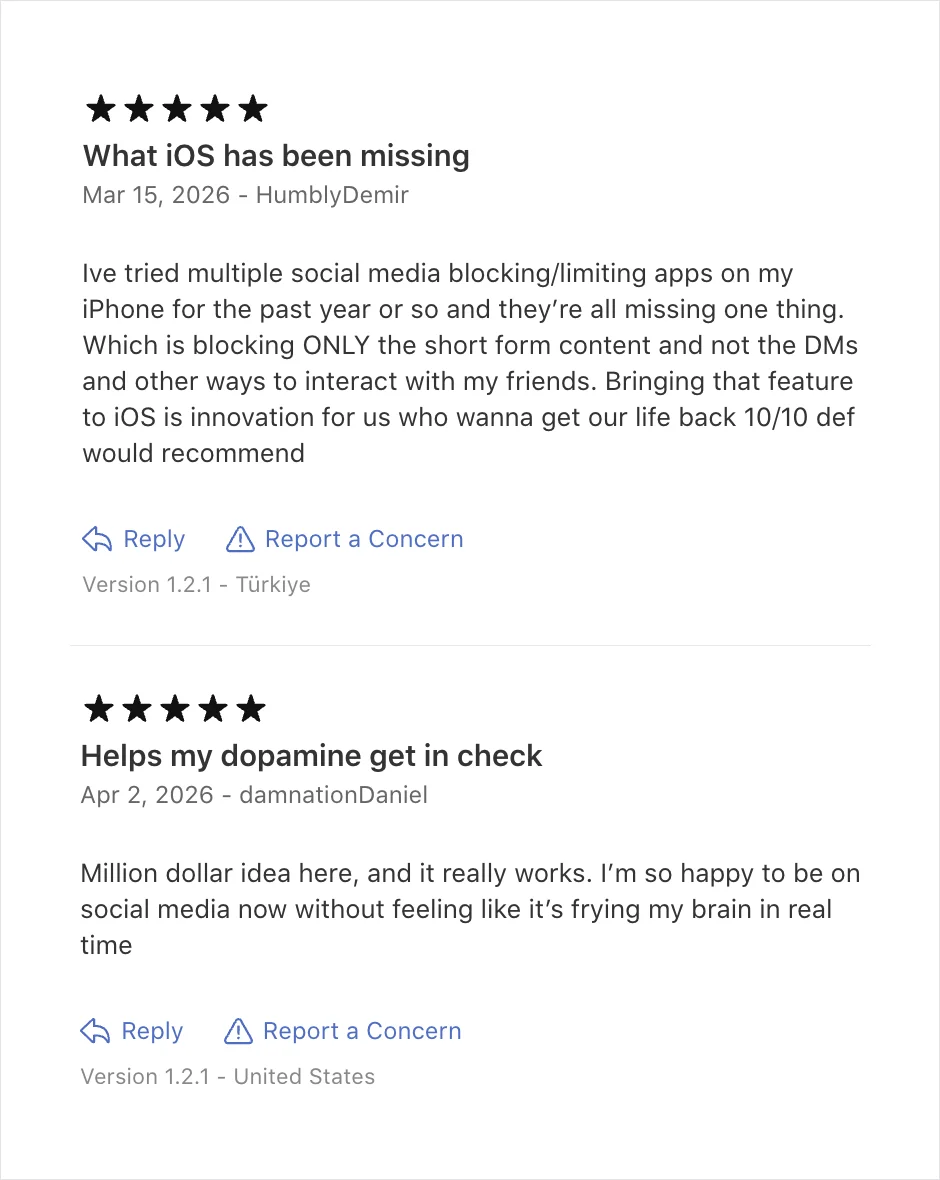 What iOS has been missing
Mar 15, 2026 - HumblyDemir
Ive tried multiple social media blocking/limiting apps on my
iPhone for the past year or so and they’re all missing one thing.
Which is blocking ONLY the short form content and not the DMs
and other ways to interact with my friends. Bringing that feature
to iOS is innovation for us who wanna get our life back 10/10 def
would recommend
Reply Report a Concern
Version 1.2.1 - Türkiye
Helps my dopamine get in check
Apr 2, 2026 - damnationDaniel
Million dollar idea here, and it really works. I’m so happy to be on
social media now without feeling like it’s frying my brain in real
time
Reply Report a Concern
Version 1.2.1 - United States